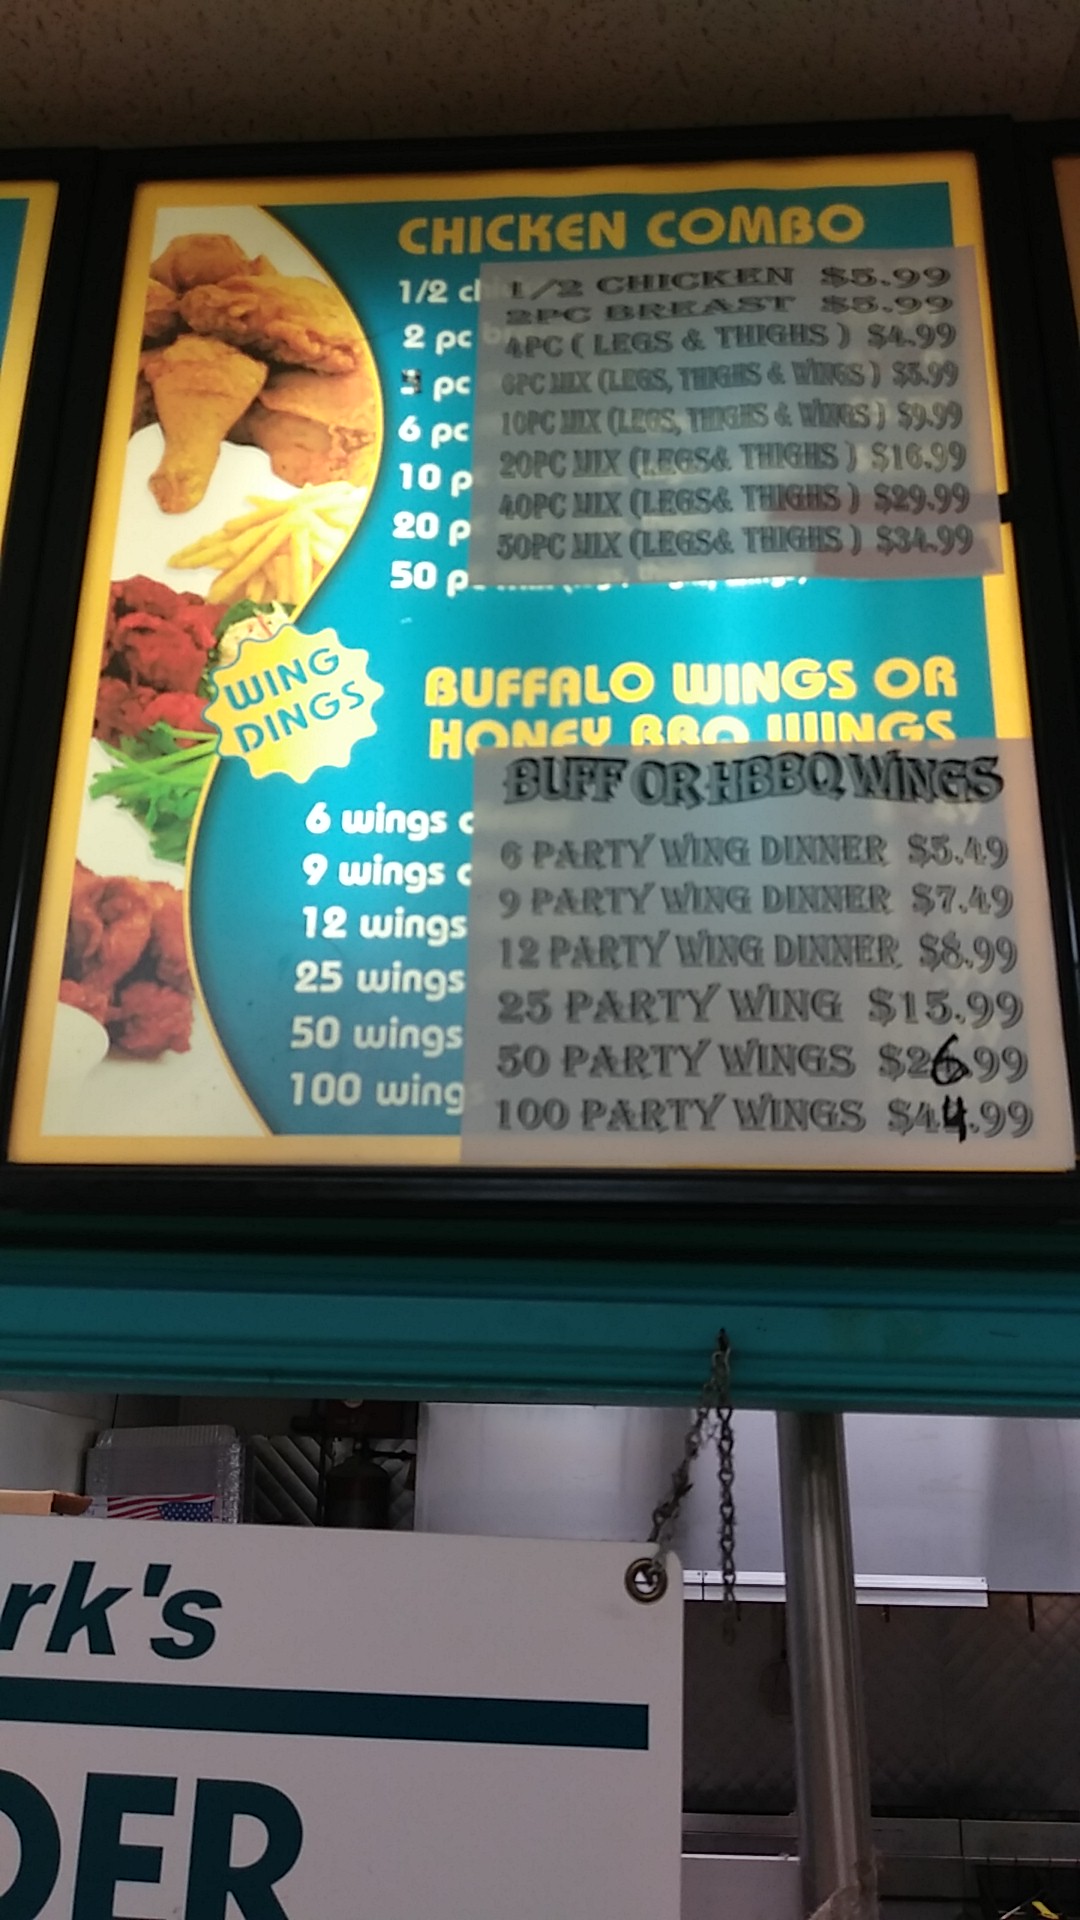 CHICKEN COMBO
1/2 1/2 CHICKEN $5.99
2 pc 2PC BREAST $5.99
pc 4PC ( LEGS & THIGHS ) $4.99
6 pc 6PC MIX (LEGS, THIGHS & WINGS ) $5.99
10 p 10PC MIX (LEGS, THIGHS & WINGS ) $9.99
20 p 20PC MIX (LEGS& THIGHS ) $16.99
40PC MIX (LEGS& THIGHS ) $29.99
50 p 50PC MIX (LEGS& THIGHS ) $34.99
WING
DINGS
BUFFALO WINGS OR
HONEY BBQ WINGS
BUFF OR HBBQ WINGS
6 wings 6 PARTY WING DINNER $5.49
9 wings 9 PARTY WING DINNER $7.49
12 wings 12 PARTY WING DINNER $8.99
25 wings 25 PARTY WING $15.99
50 wings 50 PARTY WINGS $26.99
100 wing 100 PARTY WINGS $44.99
rk's
DER